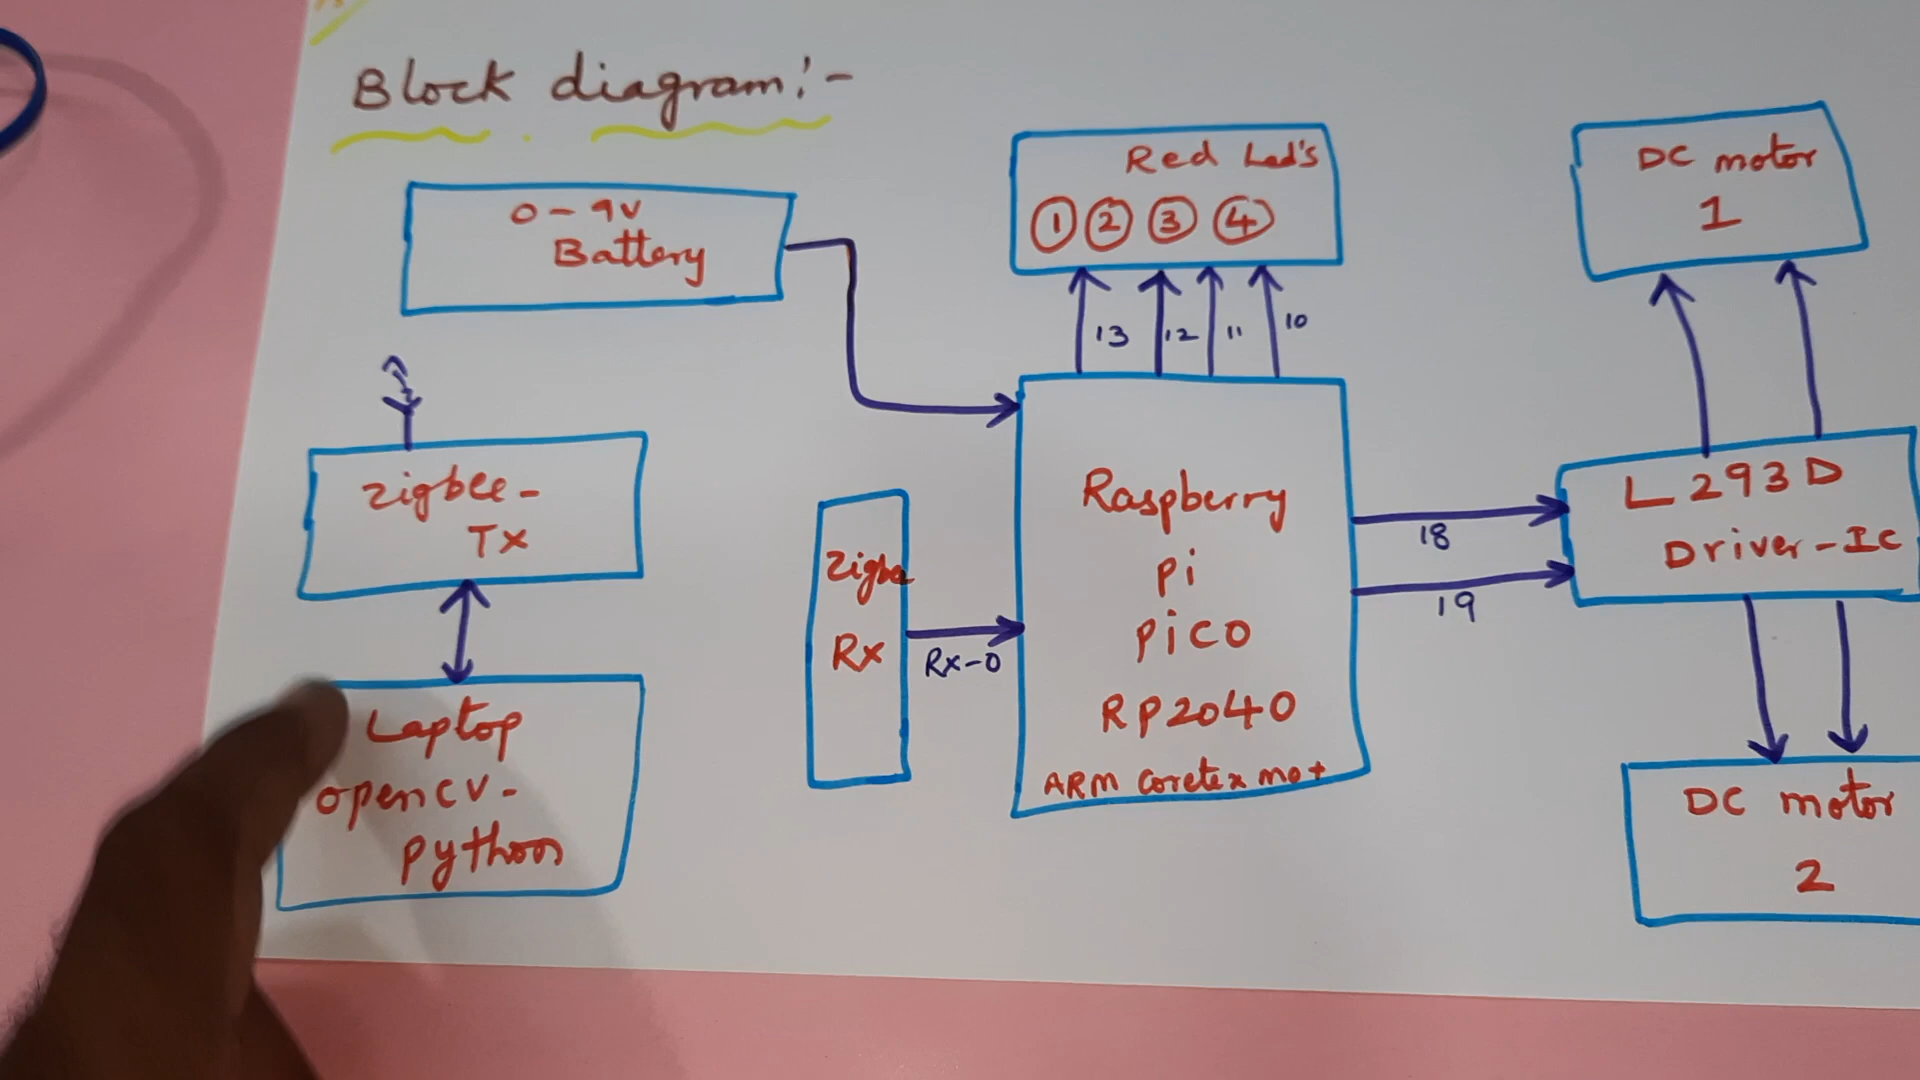 Block diagram:-
0-9V
Battery
Red Led's
1 2 3 4
13 12 11 10
DC motor
1
Zigbee-
Tx
Laptop
opencv-
python
Zigbee
Rx
Rx-0
Raspberry
Pi
Pico
RP2040
ARM Coretex m0+
18
19
L293D
Driver-Ic
DC motor
2